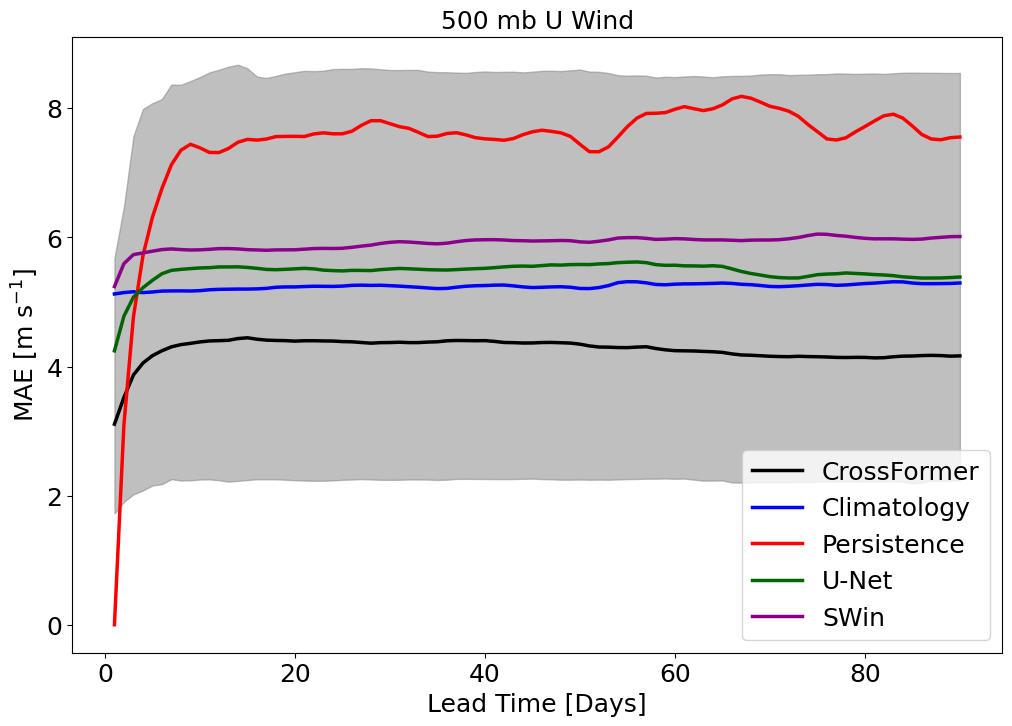 500 mb U Wind
MAE [m s⁻¹]
8
6
4
2
0
0 20 40 60 80
Lead Time [Days]
CrossFormer
Climatology
Persistence
U-Net
SWin